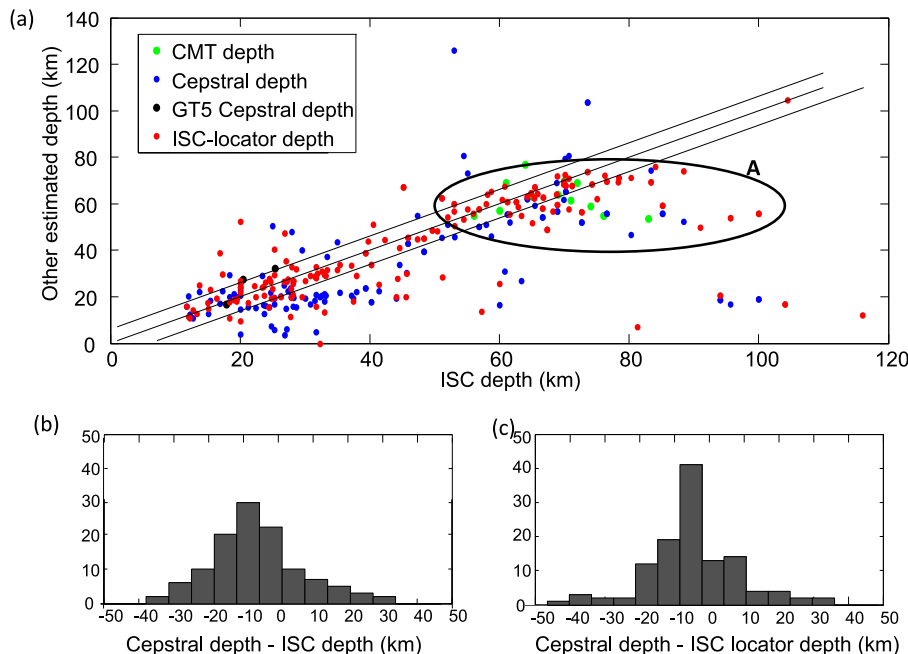 (a)
140
120
100
80
60
40
20
0
Other estimated depth (km)
CMT depth
Cepstral depth
GT5 Cepstral depth
ISC-locator depth
A
0 20 40 60 80 100 120
ISC depth (km)
(b)
50
40
30
20
10
0
-50 -40 -30 -20 -10 0 10 20 30 40 50
Cepstral depth - ISC depth (km)
(c)
50
40
30
20
10
0
-50 -40 -30 -20 -10 0 10 20 30 40 50
Cepstral depth - ISC locator depth (km)